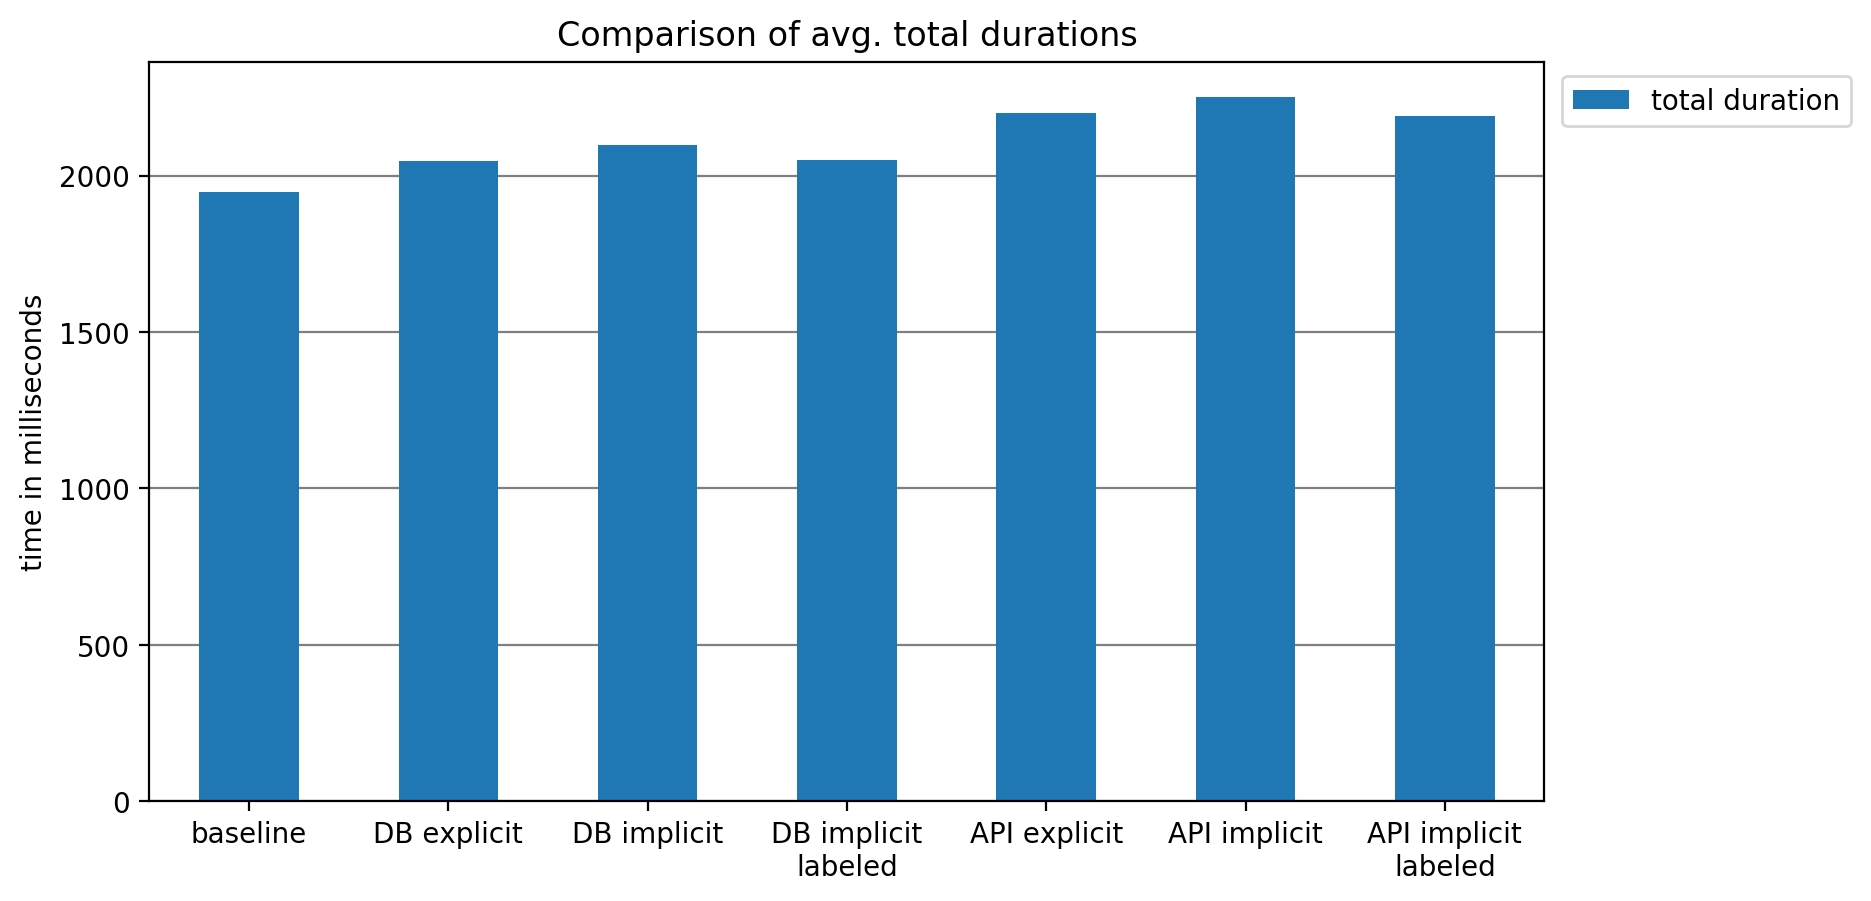 Comparison of avg. total durations
total duration
time in milliseconds
2000
1500
1000
500
0
baseline
DB explicit
DB implicit
DB implicit
labeled
API explicit
API implicit
API implicit
labeled